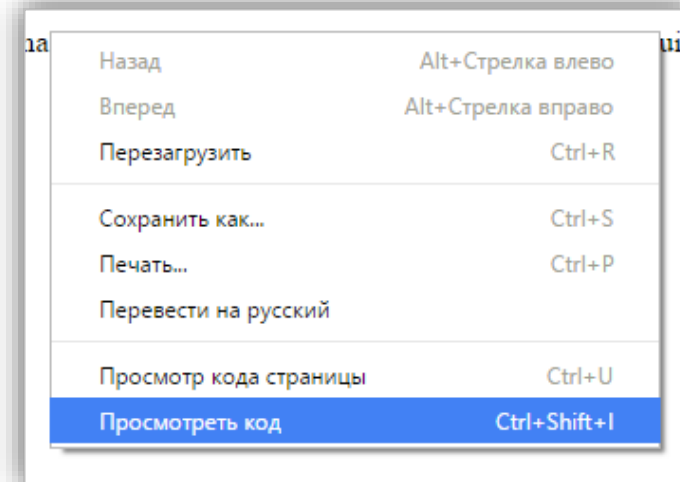 Назад Alt+Стрелка влево
Вперед Alt+Стрелка вправо
Перезагрузить Ctrl+R
Сохранить как... Ctrl+S
Печать... Ctrl+P
Перевести на русский
Просмотр кода страницы Ctrl+U
Просмотреть код Ctrl+Shift+I